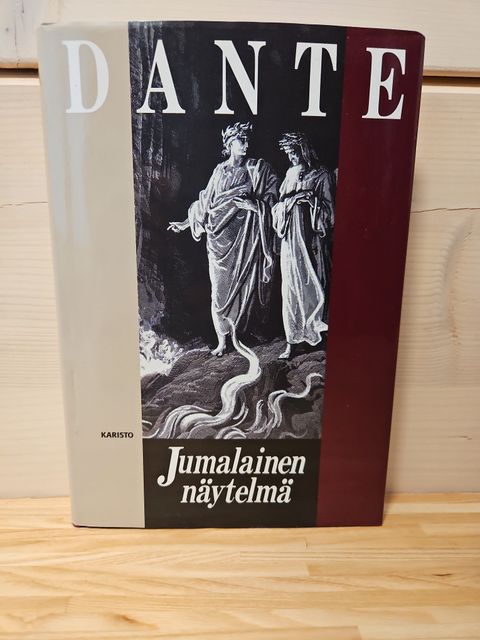 DANTE
KARISTO
Jumalainen
näytelmä